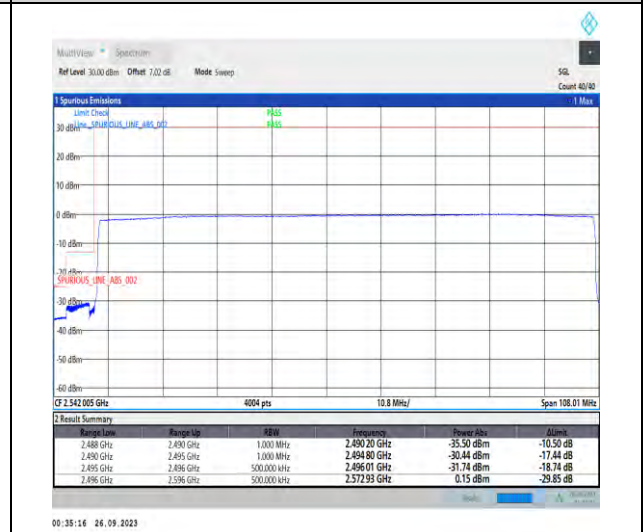 MultiView Spectrum
Ref Level 30.00 dBm Offset 7.02 dB Mode Sweep SGL
Count 40/40
1 Spurious Emissions 1 Max
Limit Check PASS
30 dBm Line _SPURIOUS_LINE_ABS_002 PASS
20 dBm
10 dBm
0 dBm
-10 dBm
-20 dBm
_SPURIOUS_LINE_ABS_002
-30 dBm
-40 dBm
-50 dBm
-60 dBm
CF 2.542 005 GHz 4004 pts 10.8 MHz/ Span 108.01 MHz
2 Result Summary
Range Low Range Up RBW Frequency Power Abs ΔLimit
2.488 GHz 2.490 GHz 1.000 MHz 2.490 20 GHz -35.50 dBm -10.50 dB
2.490 GHz 2.495 GHz 1.000 MHz 2.494 80 GHz -30.44 dBm -17.44 dB
2.495 GHz 2.496 GHz 500.000 kHz 2.496 01 GHz -31.74 dBm -18.74 dB
2.496 GHz 2.596 GHz 500.000 kHz 2.572 93 GHz 0.15 dBm -29.85 dB
00:35:16 26.09.2023